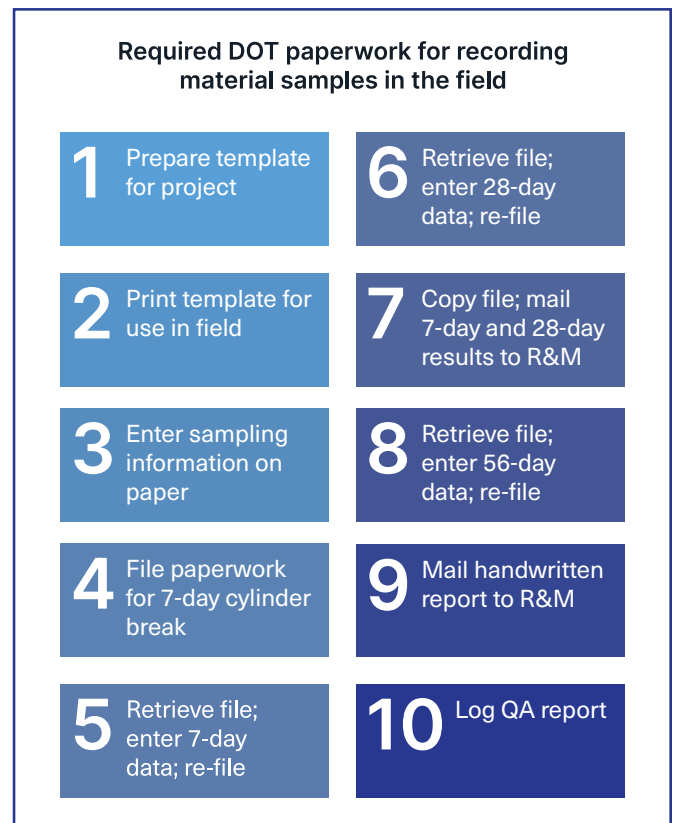 Required DOT paperwork for recording
material samples in the field
1
Prepare template
for project
2
Print template for
use in field
3
Enter sampling
information on
paper
4
File paperwork
for 7-day cylinder
break
5
Retrieve file;
enter 7-day
data; re-file
6
Retrieve file;
enter 28-day
data; re-file
7
Copy file; mail
7-day and 28-day
results to R&M
8
Retrieve file;
enter 56-day
data; re-file
9
Mail handwritten
report to R&M
10
Log QA report